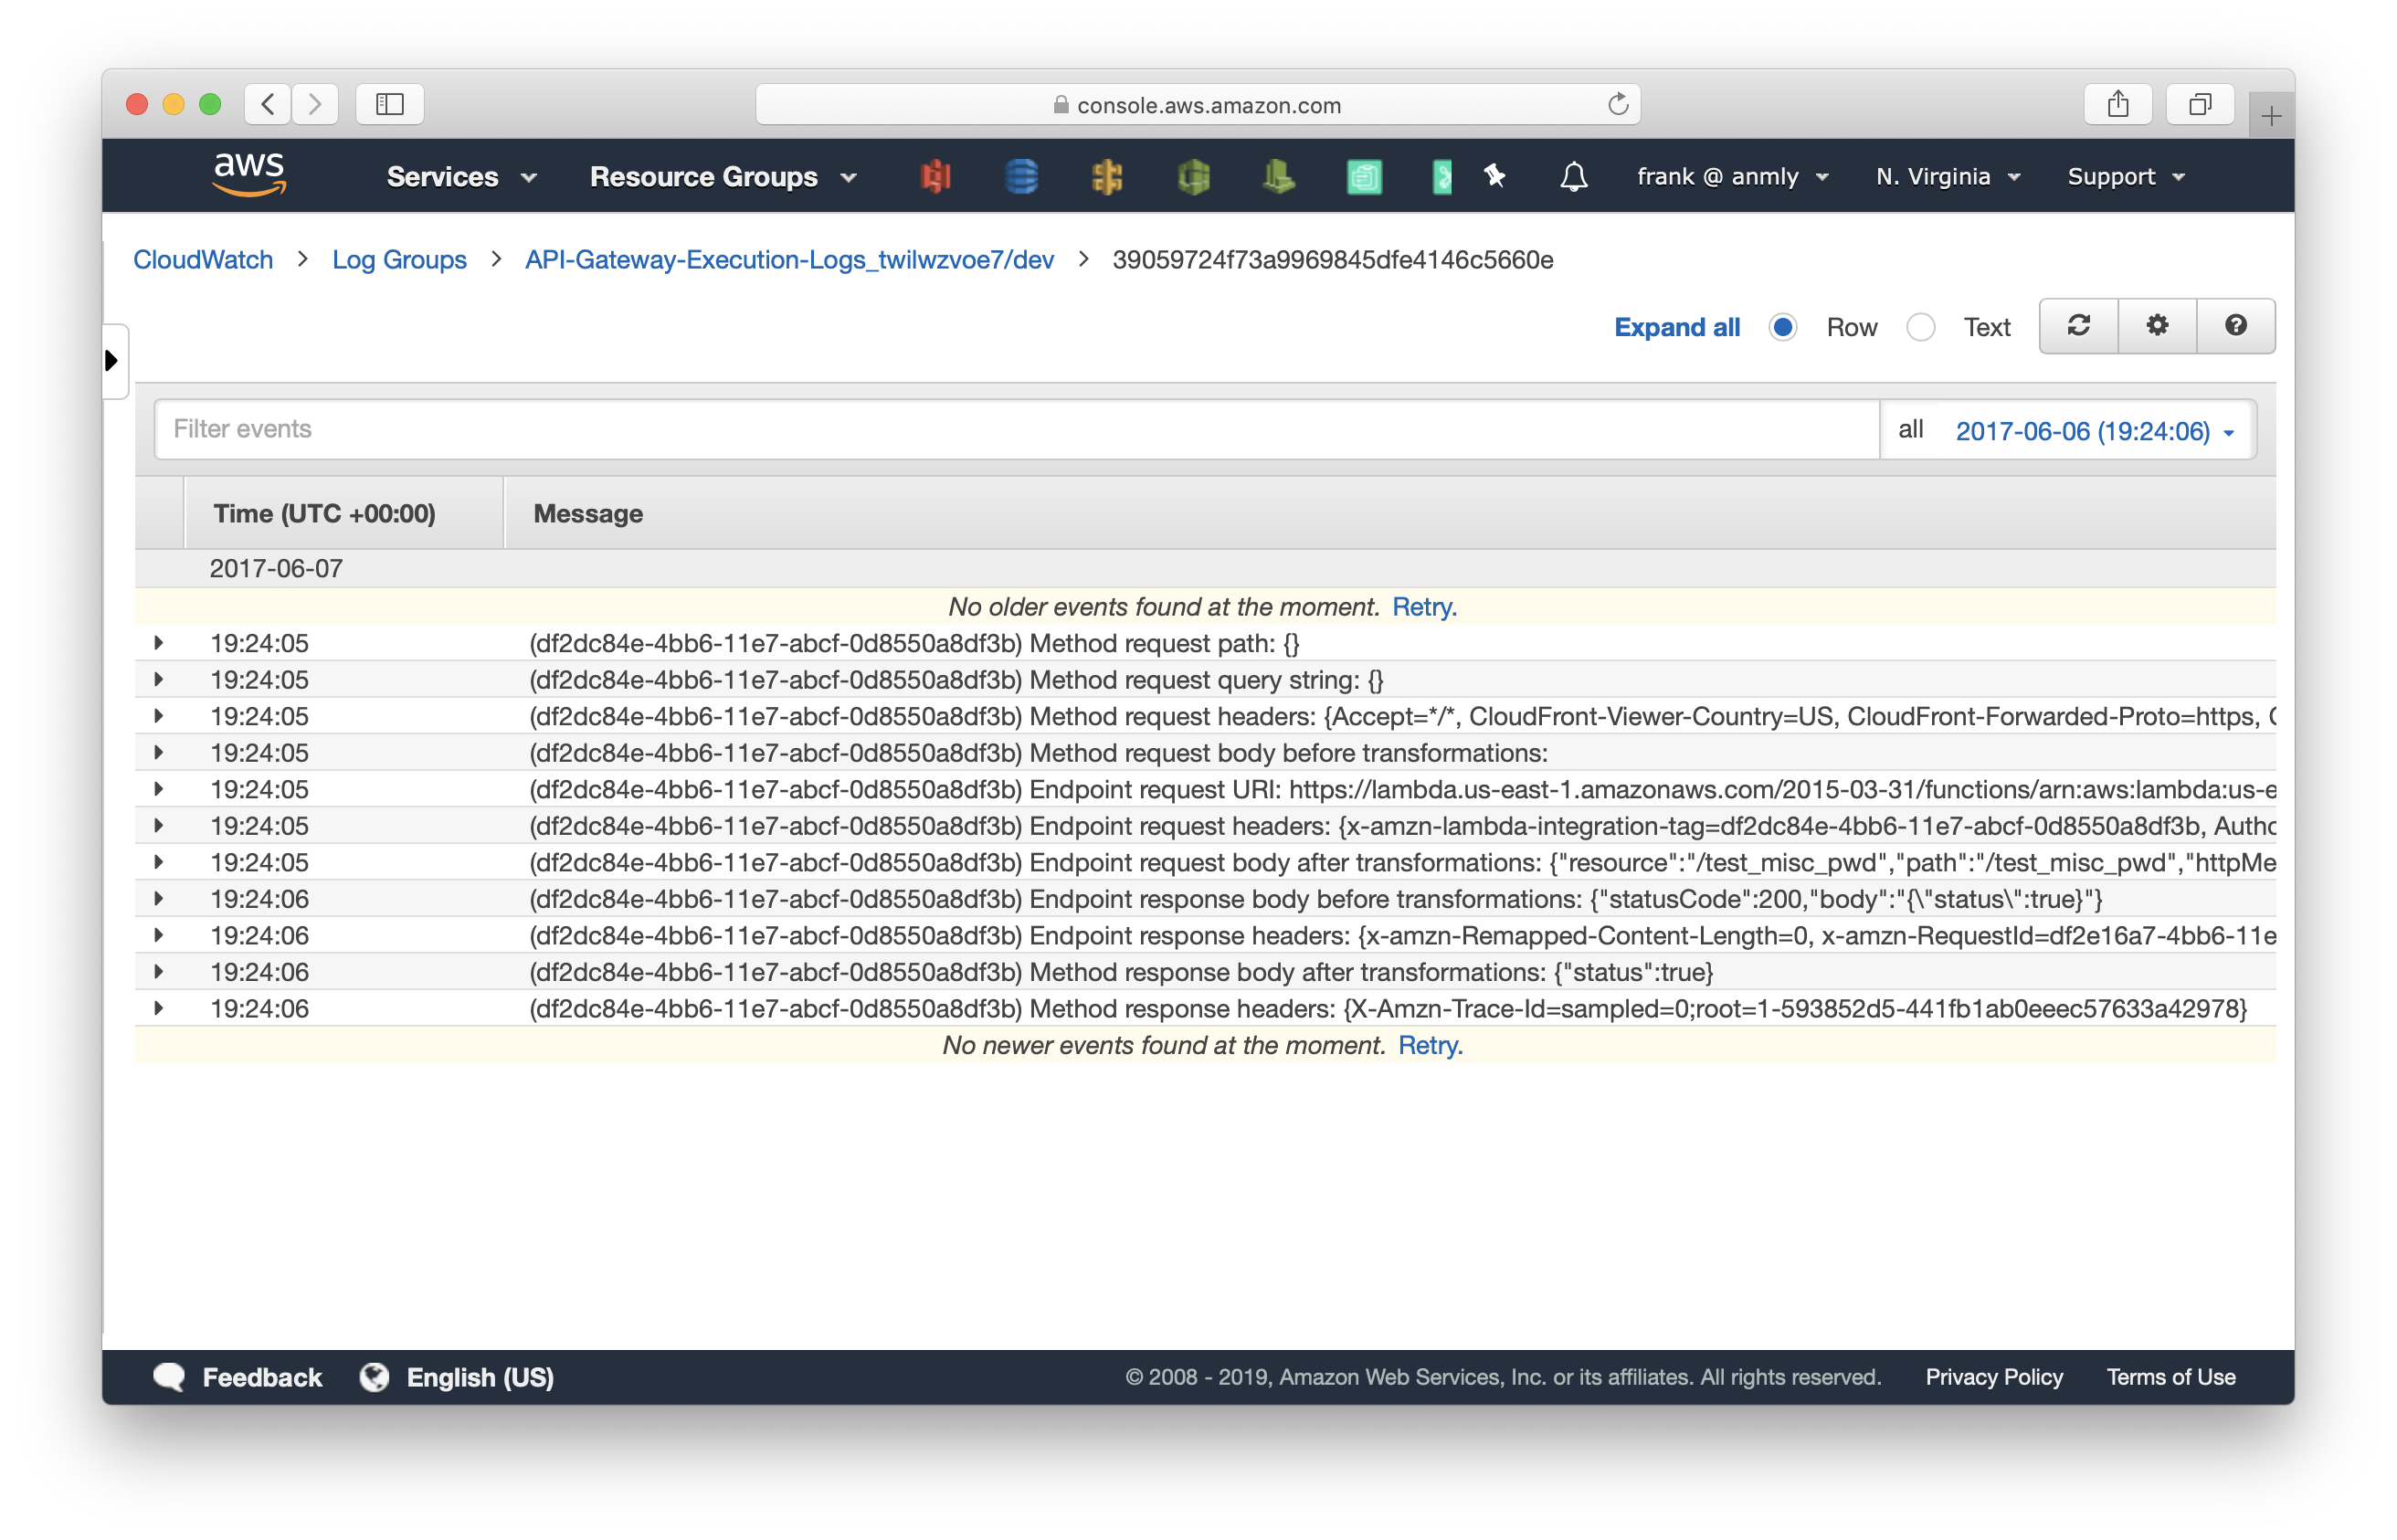 console.aws.amazon.com
aws Services Resource Groups frank @ anmly N. Virginia Support
CloudWatch > Log Groups > API-Gateway-Execution-Logs_twilwzvoe7/dev > 39059724f73a9969845dfe4146c5660e
Expand all Row Text
Filter events all 2017-06-06 (19:24:06)
Time (UTC +00:00) Message
2017-06-07
No older events found at the moment. Retry.
19:24:05 (df2dc84e-4bb6-11e7-abcf-0d8550a8df3b) Method request path: {}
19:24:05 (df2dc84e-4bb6-11e7-abcf-0d8550a8df3b) Method request query string: {}
19:24:05 (df2dc84e-4bb6-11e7-abcf-0d8550a8df3b) Method request headers: {Accept=*/*, CloudFront-Viewer-Country=US, CloudFront-Forwarded-Proto=https,
19:24:05 (df2dc84e-4bb6-11e7-abcf-0d8550a8df3b) Method request body before transformations:
19:24:05 (df2dc84e-4bb6-11e7-abcf-0d8550a8df3b) Endpoint request URI: https://lambda.us-east-1.amazonaws.com/2015-03-31/functions/arn:aws:lambda:us-e
19:24:05 (df2dc84e-4bb6-11e7-abcf-0d8550a8df3b) Endpoint request headers: {x-amzn-lambda-integration-tag=df2dc84e-4bb6-11e7-abcf-0d8550a8df3b, Autho
19:24:05 (df2dc84e-4bb6-11e7-abcf-0d8550a8df3b) Endpoint request body after transformations: {"resource":"/test_misc_pwd","path":"/test_misc_pwd","httpMe
19:24:06 (df2dc84e-4bb6-11e7-abcf-0d8550a8df3b) Endpoint response body before transformations: {"statusCode":200,"body":"{\"status\":true}"}
19:24:06 (df2dc84e-4bb6-11e7-abcf-0d8550a8df3b) Endpoint response headers: {x-amzn-Remapped-Content-Length=0, x-amzn-RequestId=df2e16a7-4bb6-11e
19:24:06 (df2dc84e-4bb6-11e7-abcf-0d8550a8df3b) Method response body after transformations: {"status":true}
19:24:06 (df2dc84e-4bb6-11e7-abcf-0d8550a8df3b) Method response headers: {X-Amzn-Trace-Id=sampled=0;root=1-593852d5-441fb1ab0eeec57633a42978}
No newer events found at the moment. Retry.
Feedback English (US) © 2008 - 2019, Amazon Web Services, Inc. or its affiliates. All rights reserved. Privacy Policy Terms of Use